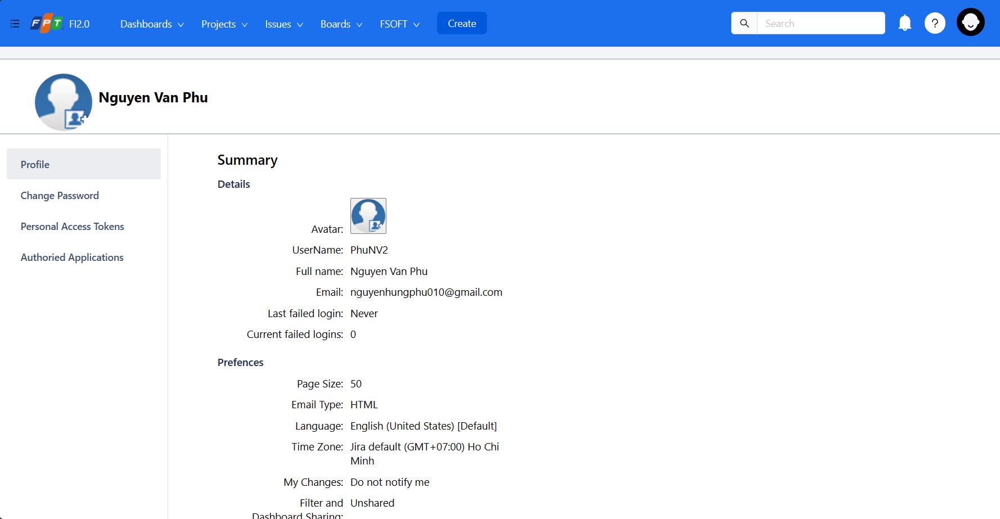 FPT FI2.0 Dashboards Projects Issues Boards FSOFT Create Search ?
Nguyen Van Phu
Profile
Change Password
Personal Access Tokens
Authoried Applications
Summary
Details
Avatar:
UserName: PhuNV2
Full name: Nguyen Van Phu
Email: nguyenhungphu010@gmail.com
Last failed login: Never
Current failed logins: 0
Prefences
Page Size: 50
Email Type: HTML
Language: English (United States) [Default]
Time Zone: Jira default (GMT+07:00) Ho Chi
Minh
My Changes: Do not notify me
Filter and Unshared
Dashboard Sharing: